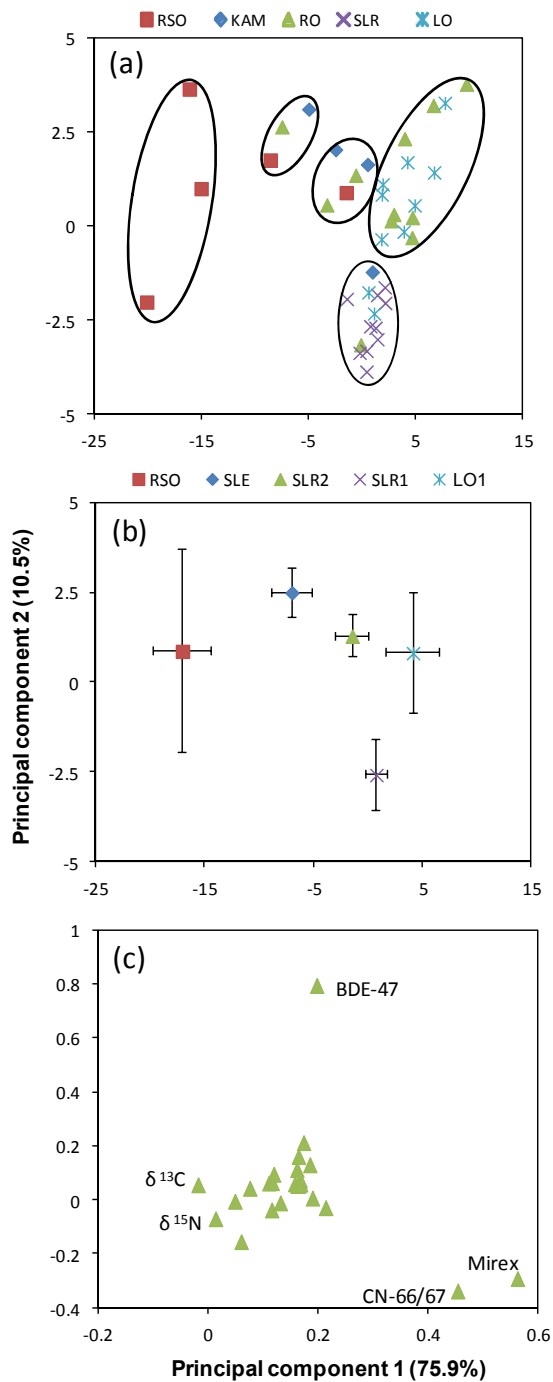 RSO KAM RO SLR LO
(a)
5
2.5
0
-2.5
-5
-25 -15 -5 5 15
RSO SLE SLR2 SLR1 LO1
(b)
5
2.5
0
-2.5
-5
-25 -15 -5 5 15
Principal component 2 (10.5%)
(c)
1
0.8
0.6
0.4
0.2
0
-0.2
-0.4
BDE-47
δ 13C
δ 15N
Mirex
CN-66/67
-0.2 0 0.2 0.4 0.6
Principal component 1 (75.9%)